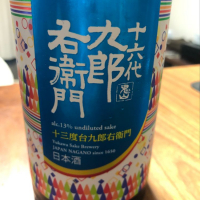 十六代
九郎
右衛門
alc.13% undiluted sake
十三度台九郎右衛門
Yukawa Sake Brewery
JAPAN NAGANO since 1650
日本酒